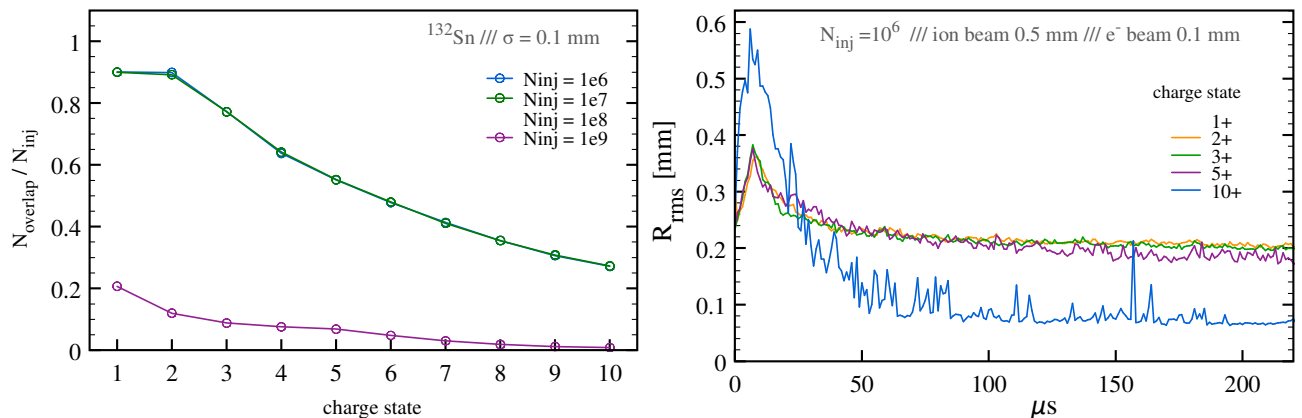 1
0.8
0.6
0.4
0.2
0
N_overlap / N_inj
¹³²Sn /// σ = 0.1 mm
Ninj = 1e6
Ninj = 1e7
Ninj = 1e8
Ninj = 1e9
1 2 3 4 5 6 7 8 9 10
charge state
0.6
0.5
0.4
0.3
0.2
0.1
0
R_rms [mm]
N_inj =10⁶ /// ion beam 0.5 mm /// e⁻ beam 0.1 mm
charge state
1+
2+
3+
5+
10+
0 50 100 150 200
μs